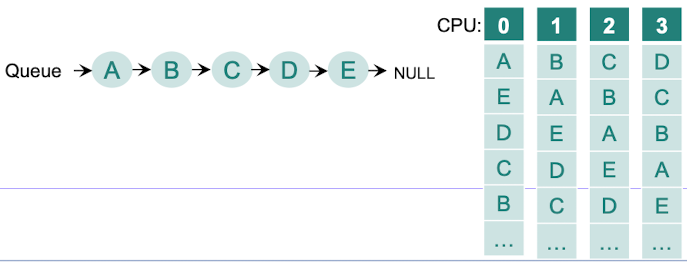 CPU: 0 1 2 3
Queue A B C D E NULL
A B C D
E A B C
D E A B
C D E A
B C D E
... ... ... ...